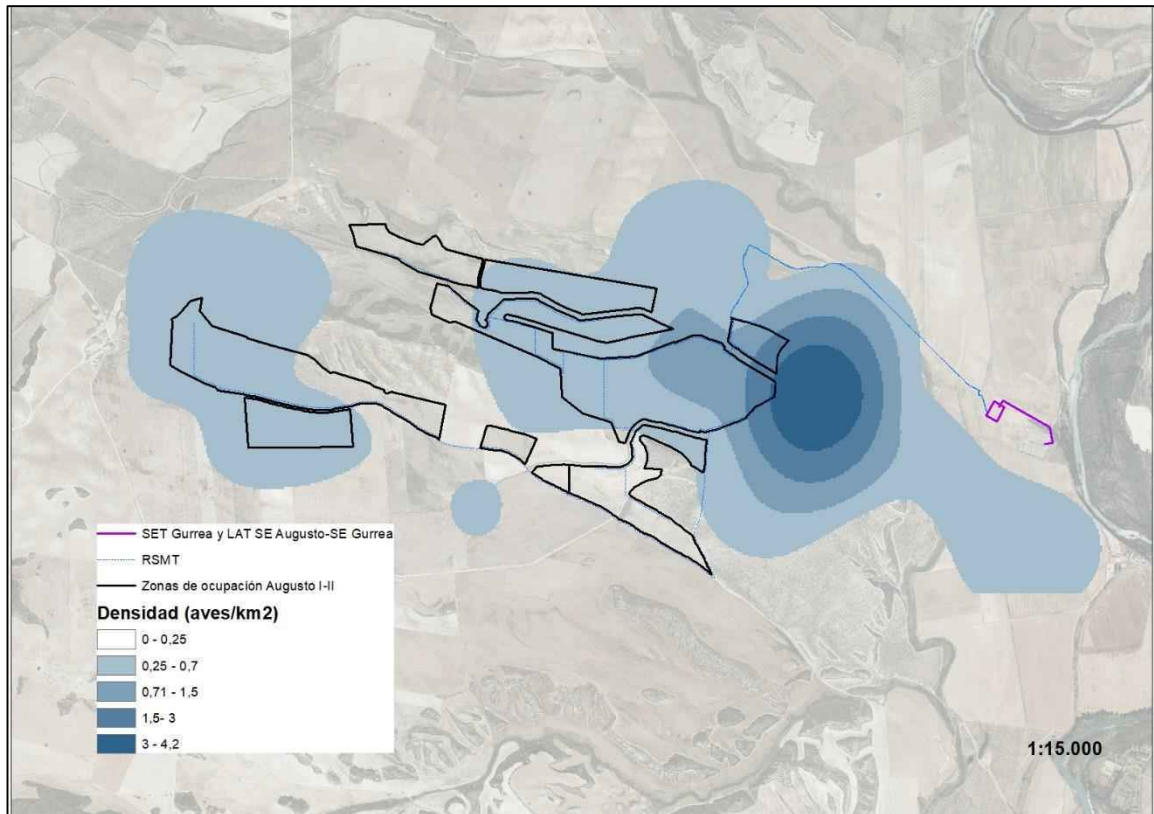 SET Gurrea y LAT SE Augusto-SE Gurrea
RSMT
Zonas de ocupación Augusto I-II
Densidad (aves/km2)
0 - 0,25
0,25 - 0,7
0,71 - 1,5
1,5- 3
3 - 4,2
1:15.000